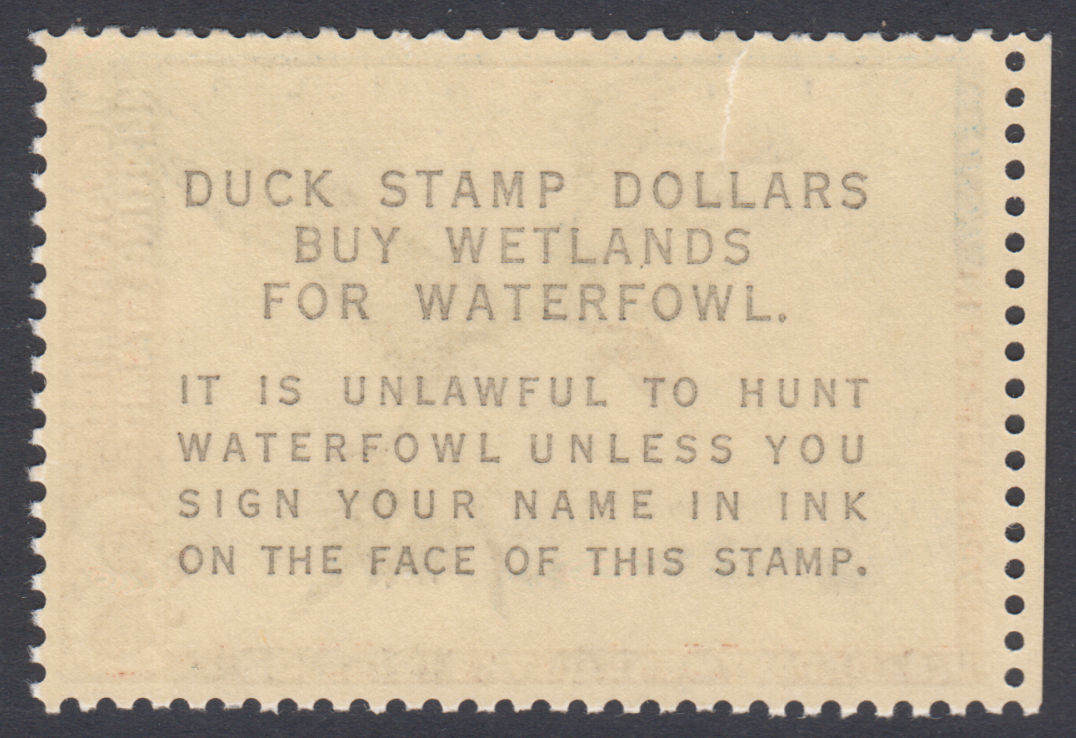 DUCK STAMP DOLLARS
BUY WETLANDS
FOR WATERFOWL.
IT IS UNLAWFUL TO HUNT
WATERFOWL UNLESS YOU
SIGN YOUR NAME IN INK
ON THE FACE OF THIS STAMP.